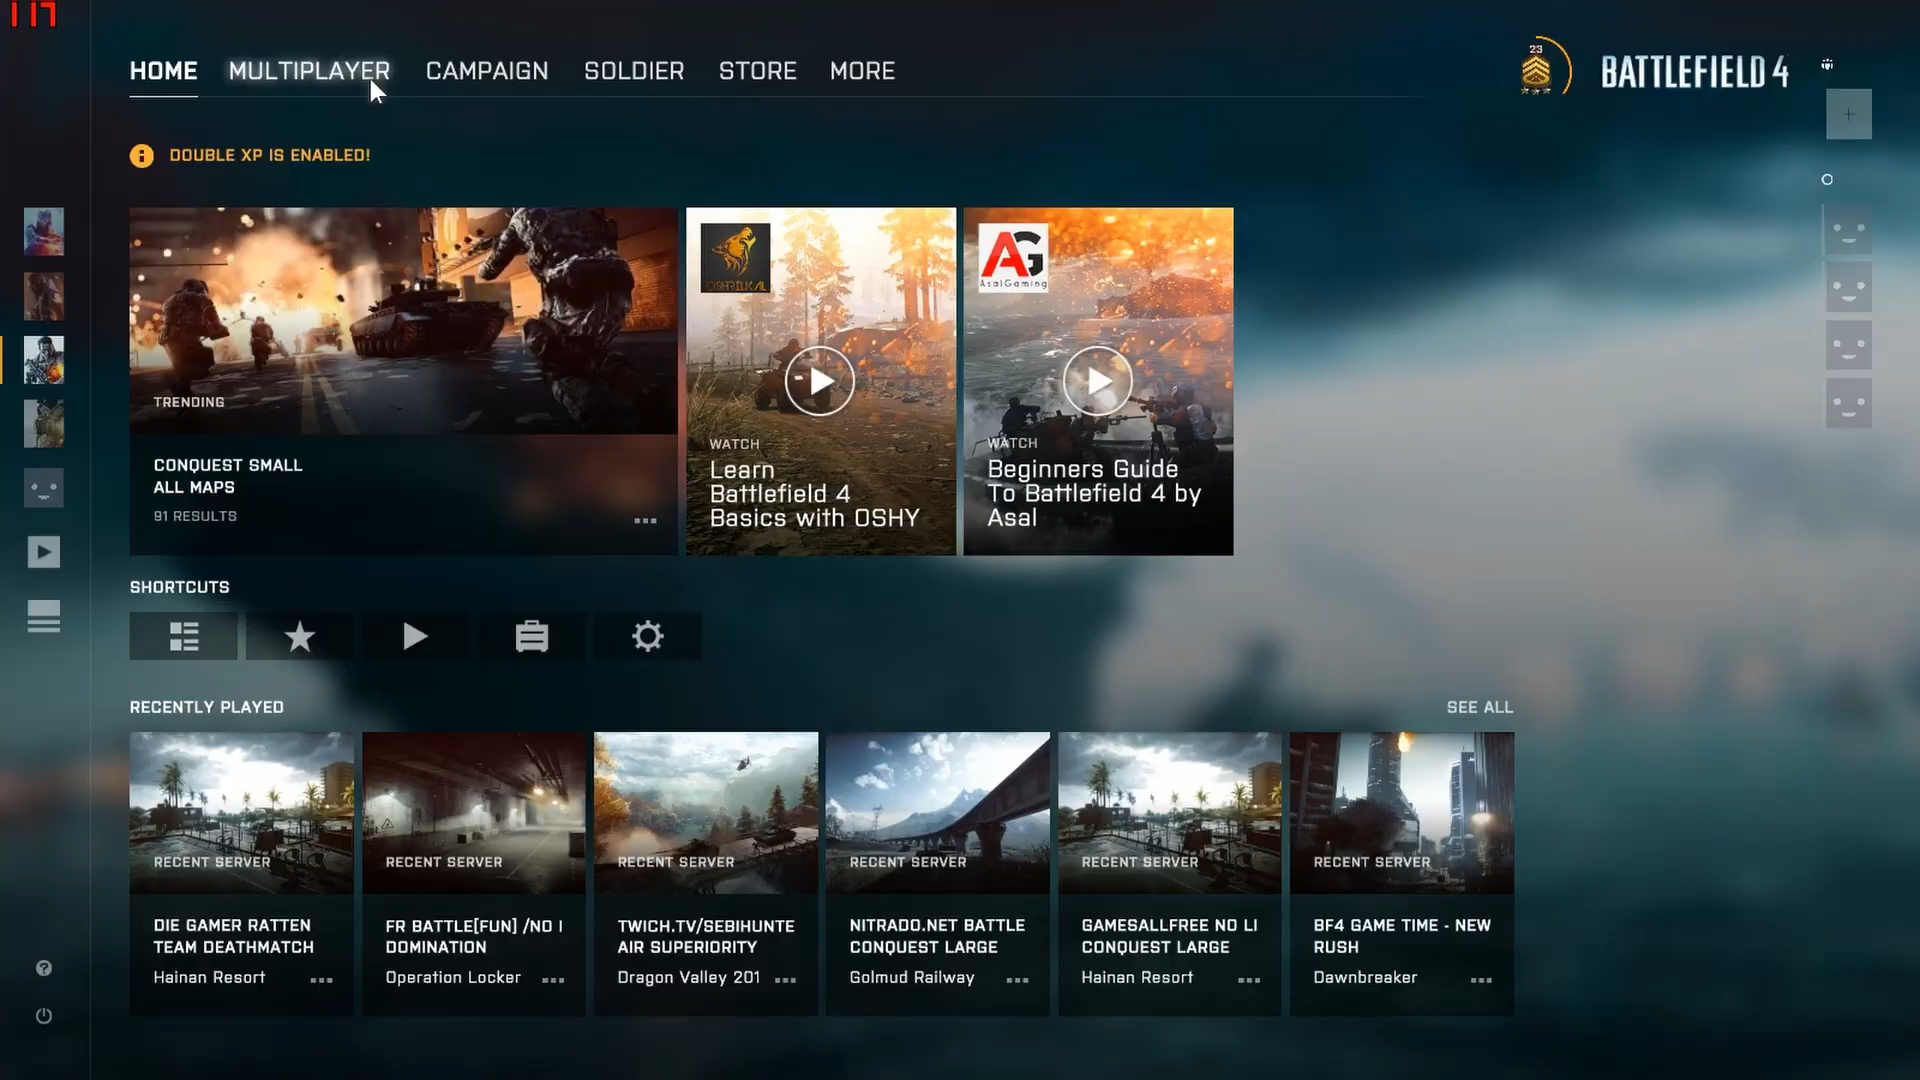 117
HOME MULTIPLAYER CAMPAIGN SOLDIER STORE MORE
23
BATTLEFIELD 4
DOUBLE XP IS ENABLED!
TRENDING
CONQUEST SMALL
ALL MAPS
91 RESULTS
OSHRIIKAL
WATCH
Learn
Battlefield 4
Basics with OSHY
AG
AsalGaming
WATCH
Beginners Guide
To Battlefield 4 by
Asal
SHORTCUTS
RECENTLY PLAYED
SEE ALL
RECENT SERVER
DIE GAMER RATTEN
TEAM DEATHMATCH
Hainan Resort
RECENT SERVER
FR BATTLE[FUN] /NO I
DOMINATION
Operation Locker
RECENT SERVER
TWICH.TV/SEBIHUNTE
AIR SUPERIORITY
Dragon Valley 201
RECENT SERVER
NITRADO.NET BATTLE
CONQUEST LARGE
Golmud Railway
RECENT SERVER
GAMESALLFREE NO LI
CONQUEST LARGE
Hainan Resort
RECENT SERVER
BF4 GAME TIME - NEW
RUSH
Dawnbreaker